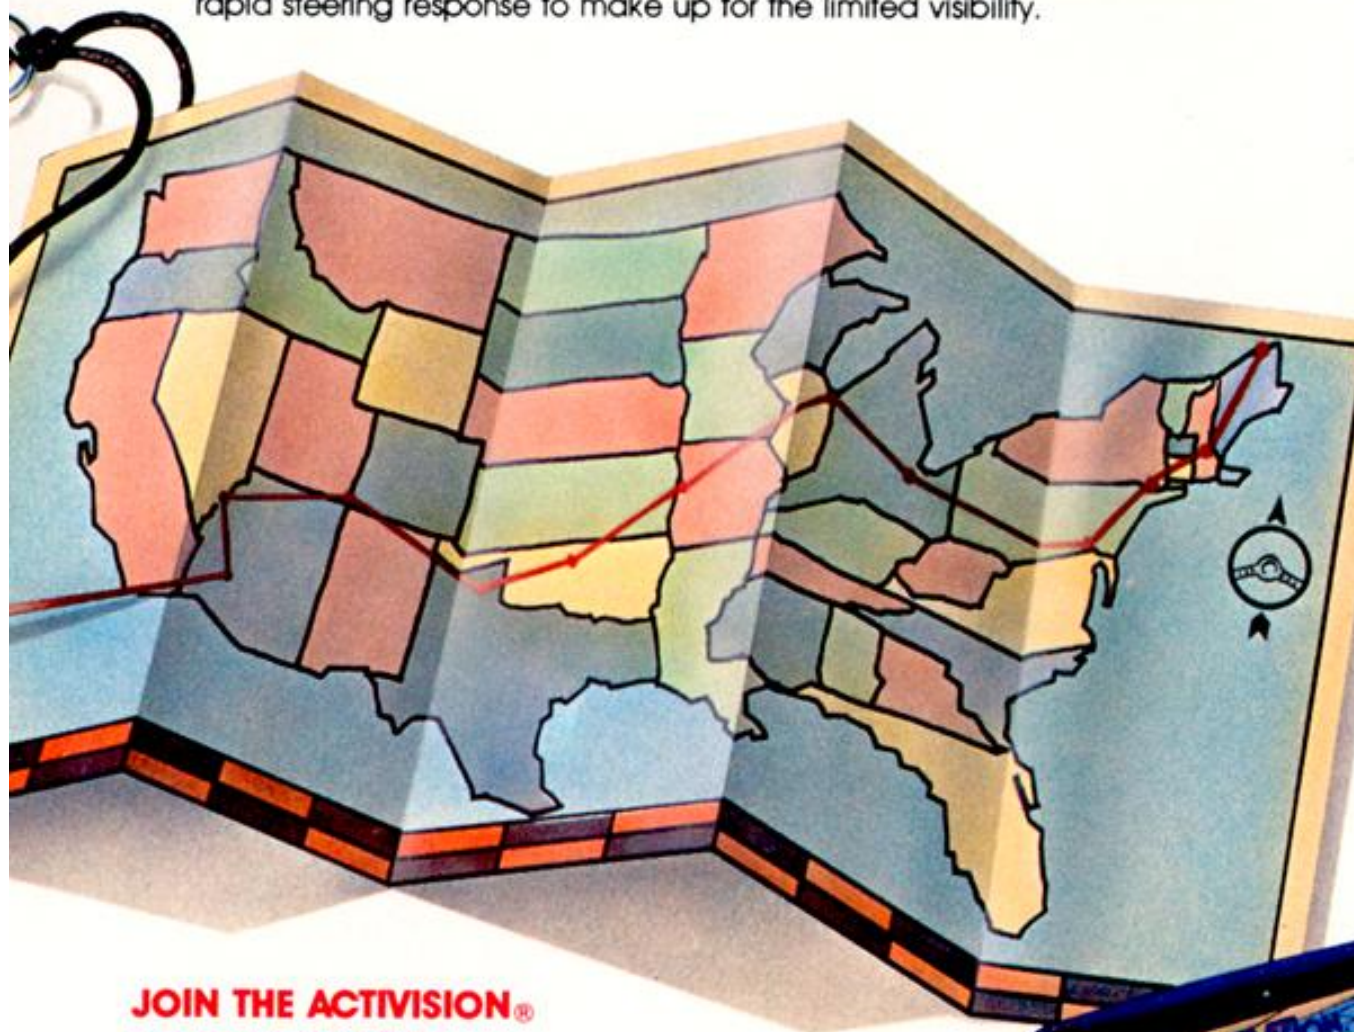 rapid steering response to make up for the limited visibility.
JOIN THE ACTIVISION®